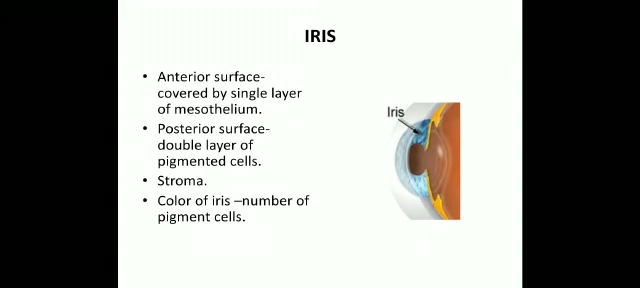 IRIS
• Anterior surface-
covered by single layer
of mesothelium.
• Posterior surface-
double layer of
pigmented cells.
• Stroma.
• Color of iris –number of
pigment cells.
Iris